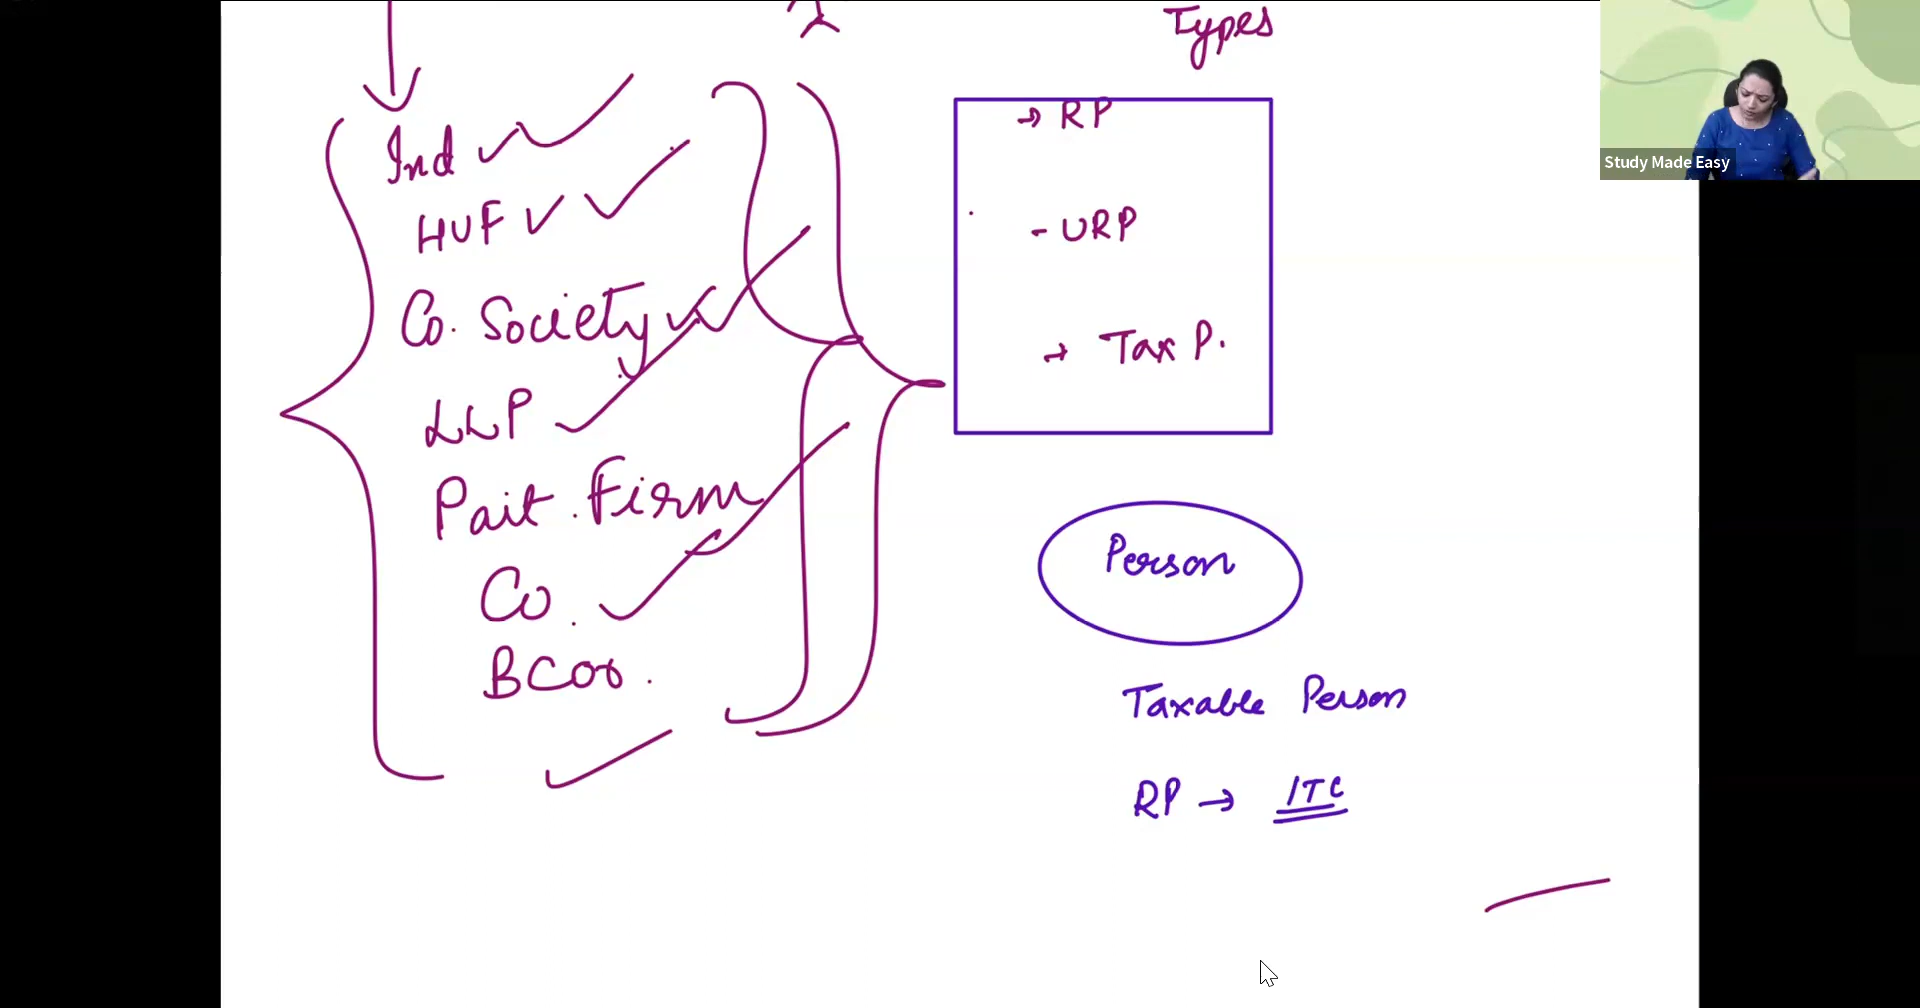 Types
Study Made Easy
Ind
HUF
Co. Society
LLP
Part. Firm
Co.
BCor.
→ RP
- URP
→ Tax P.
Person
Taxable Person
RP → ITC